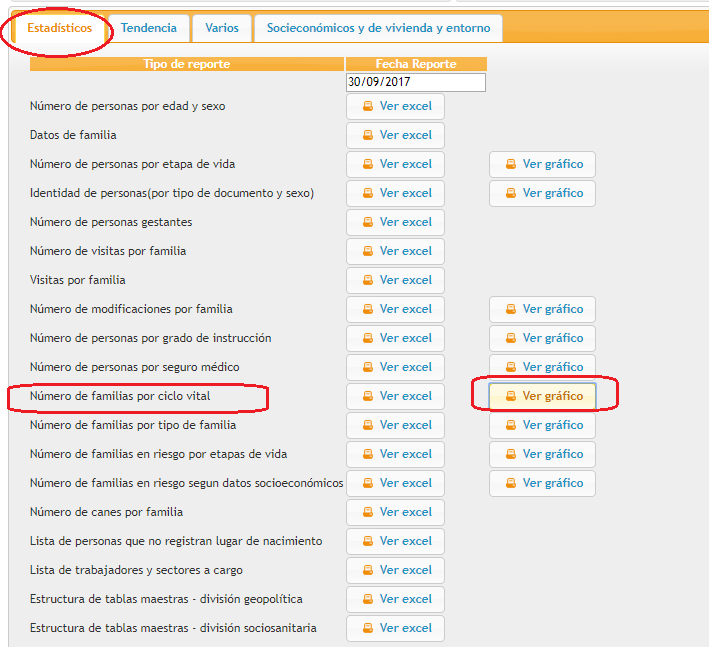 Estadísticos Tendencia Varios Socieconómicos y de vivienda y entorno
Tipo de reporte Fecha Reporte
30/09/2017
Número de personas por edad y sexo Ver excel
Datos de familia Ver excel
Número de personas por etapa de vida Ver excel Ver gráfico
Identidad de personas(por tipo de documento y sexo) Ver excel Ver gráfico
Número de personas gestantes Ver excel
Número de visitas por familia Ver excel
Visitas por familia Ver excel
Número de modificaciones por familia Ver excel Ver gráfico
Número de personas por grado de instrucción Ver excel Ver gráfico
Número de personas por seguro médico Ver excel Ver gráfico
Número de familias por ciclo vital Ver excel Ver gráfico
Número de familias por tipo de familia Ver excel Ver gráfico
Número de familias en riesgo por etapas de vida Ver excel Ver gráfico
Número de familias en riesgo segun datos socioeconómicos Ver excel Ver gráfico
Número de canes por familia Ver excel
Lista de personas que no registran lugar de nacimiento Ver excel
Lista de trabajadores y sectores a cargo Ver excel
Estructura de tablas maestras - división geopolítica Ver excel
Estructura de tablas maestras - división sociosanitaria Ver excel